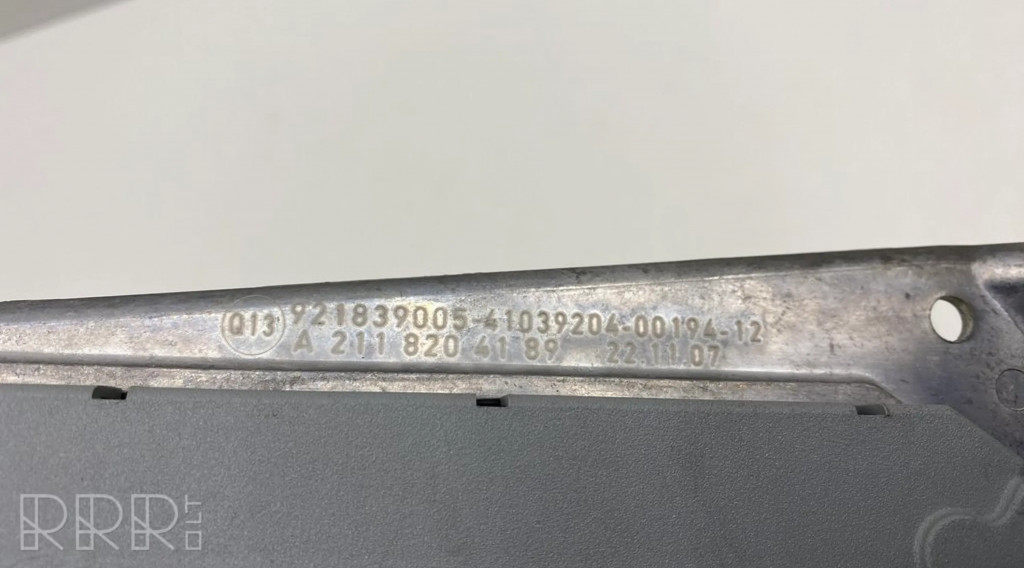 Q13 921839005-41039204-00194-12
A 211 820 41 89 22.11.07
RRR.LT